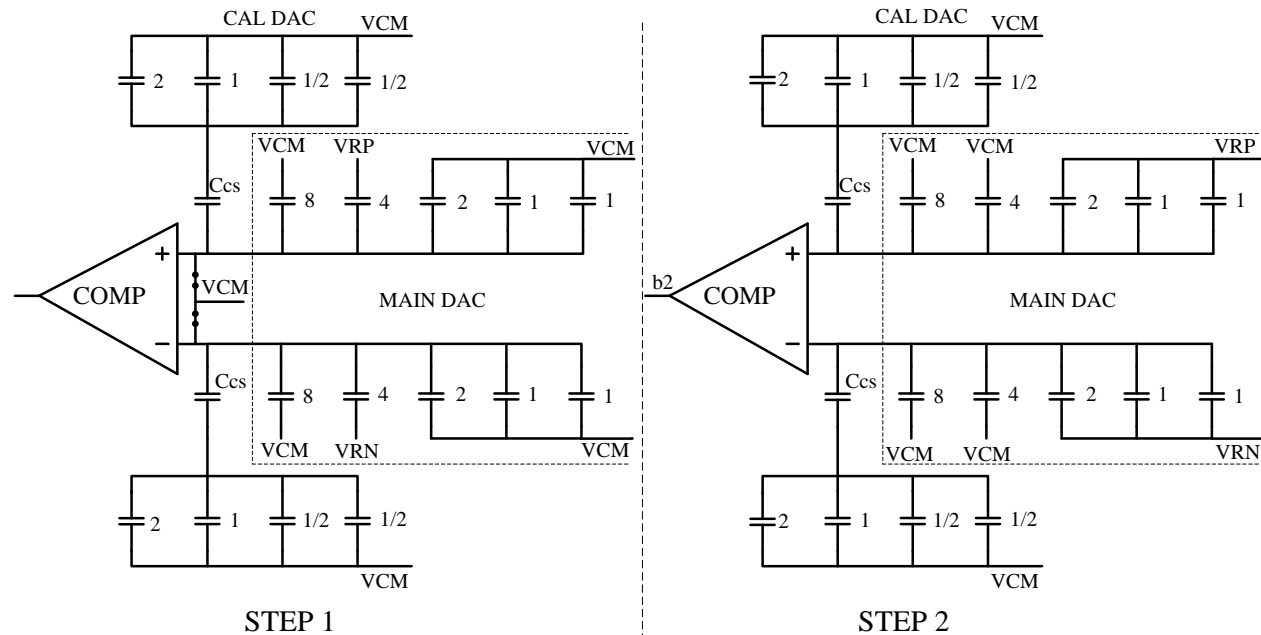 CAL DAC
VCM
2 1 1/2 1/2
VCM VRP VCM
Ccs 8 4 2 1 1
+
COMP
VCM
MAIN DAC
−
Ccs 8 4 2 1 1
VCM VRN VCM
2 1 1/2 1/2
VCM
STEP 1
CAL DAC
VCM
2 1 1/2 1/2
VCM VCM VRP
Ccs 8 4 2 1 1
+
b2
COMP
MAIN DAC
−
Ccs 8 4 2 1 1
VCM VCM VRN
2 1 1/2 1/2
VCM
STEP 2